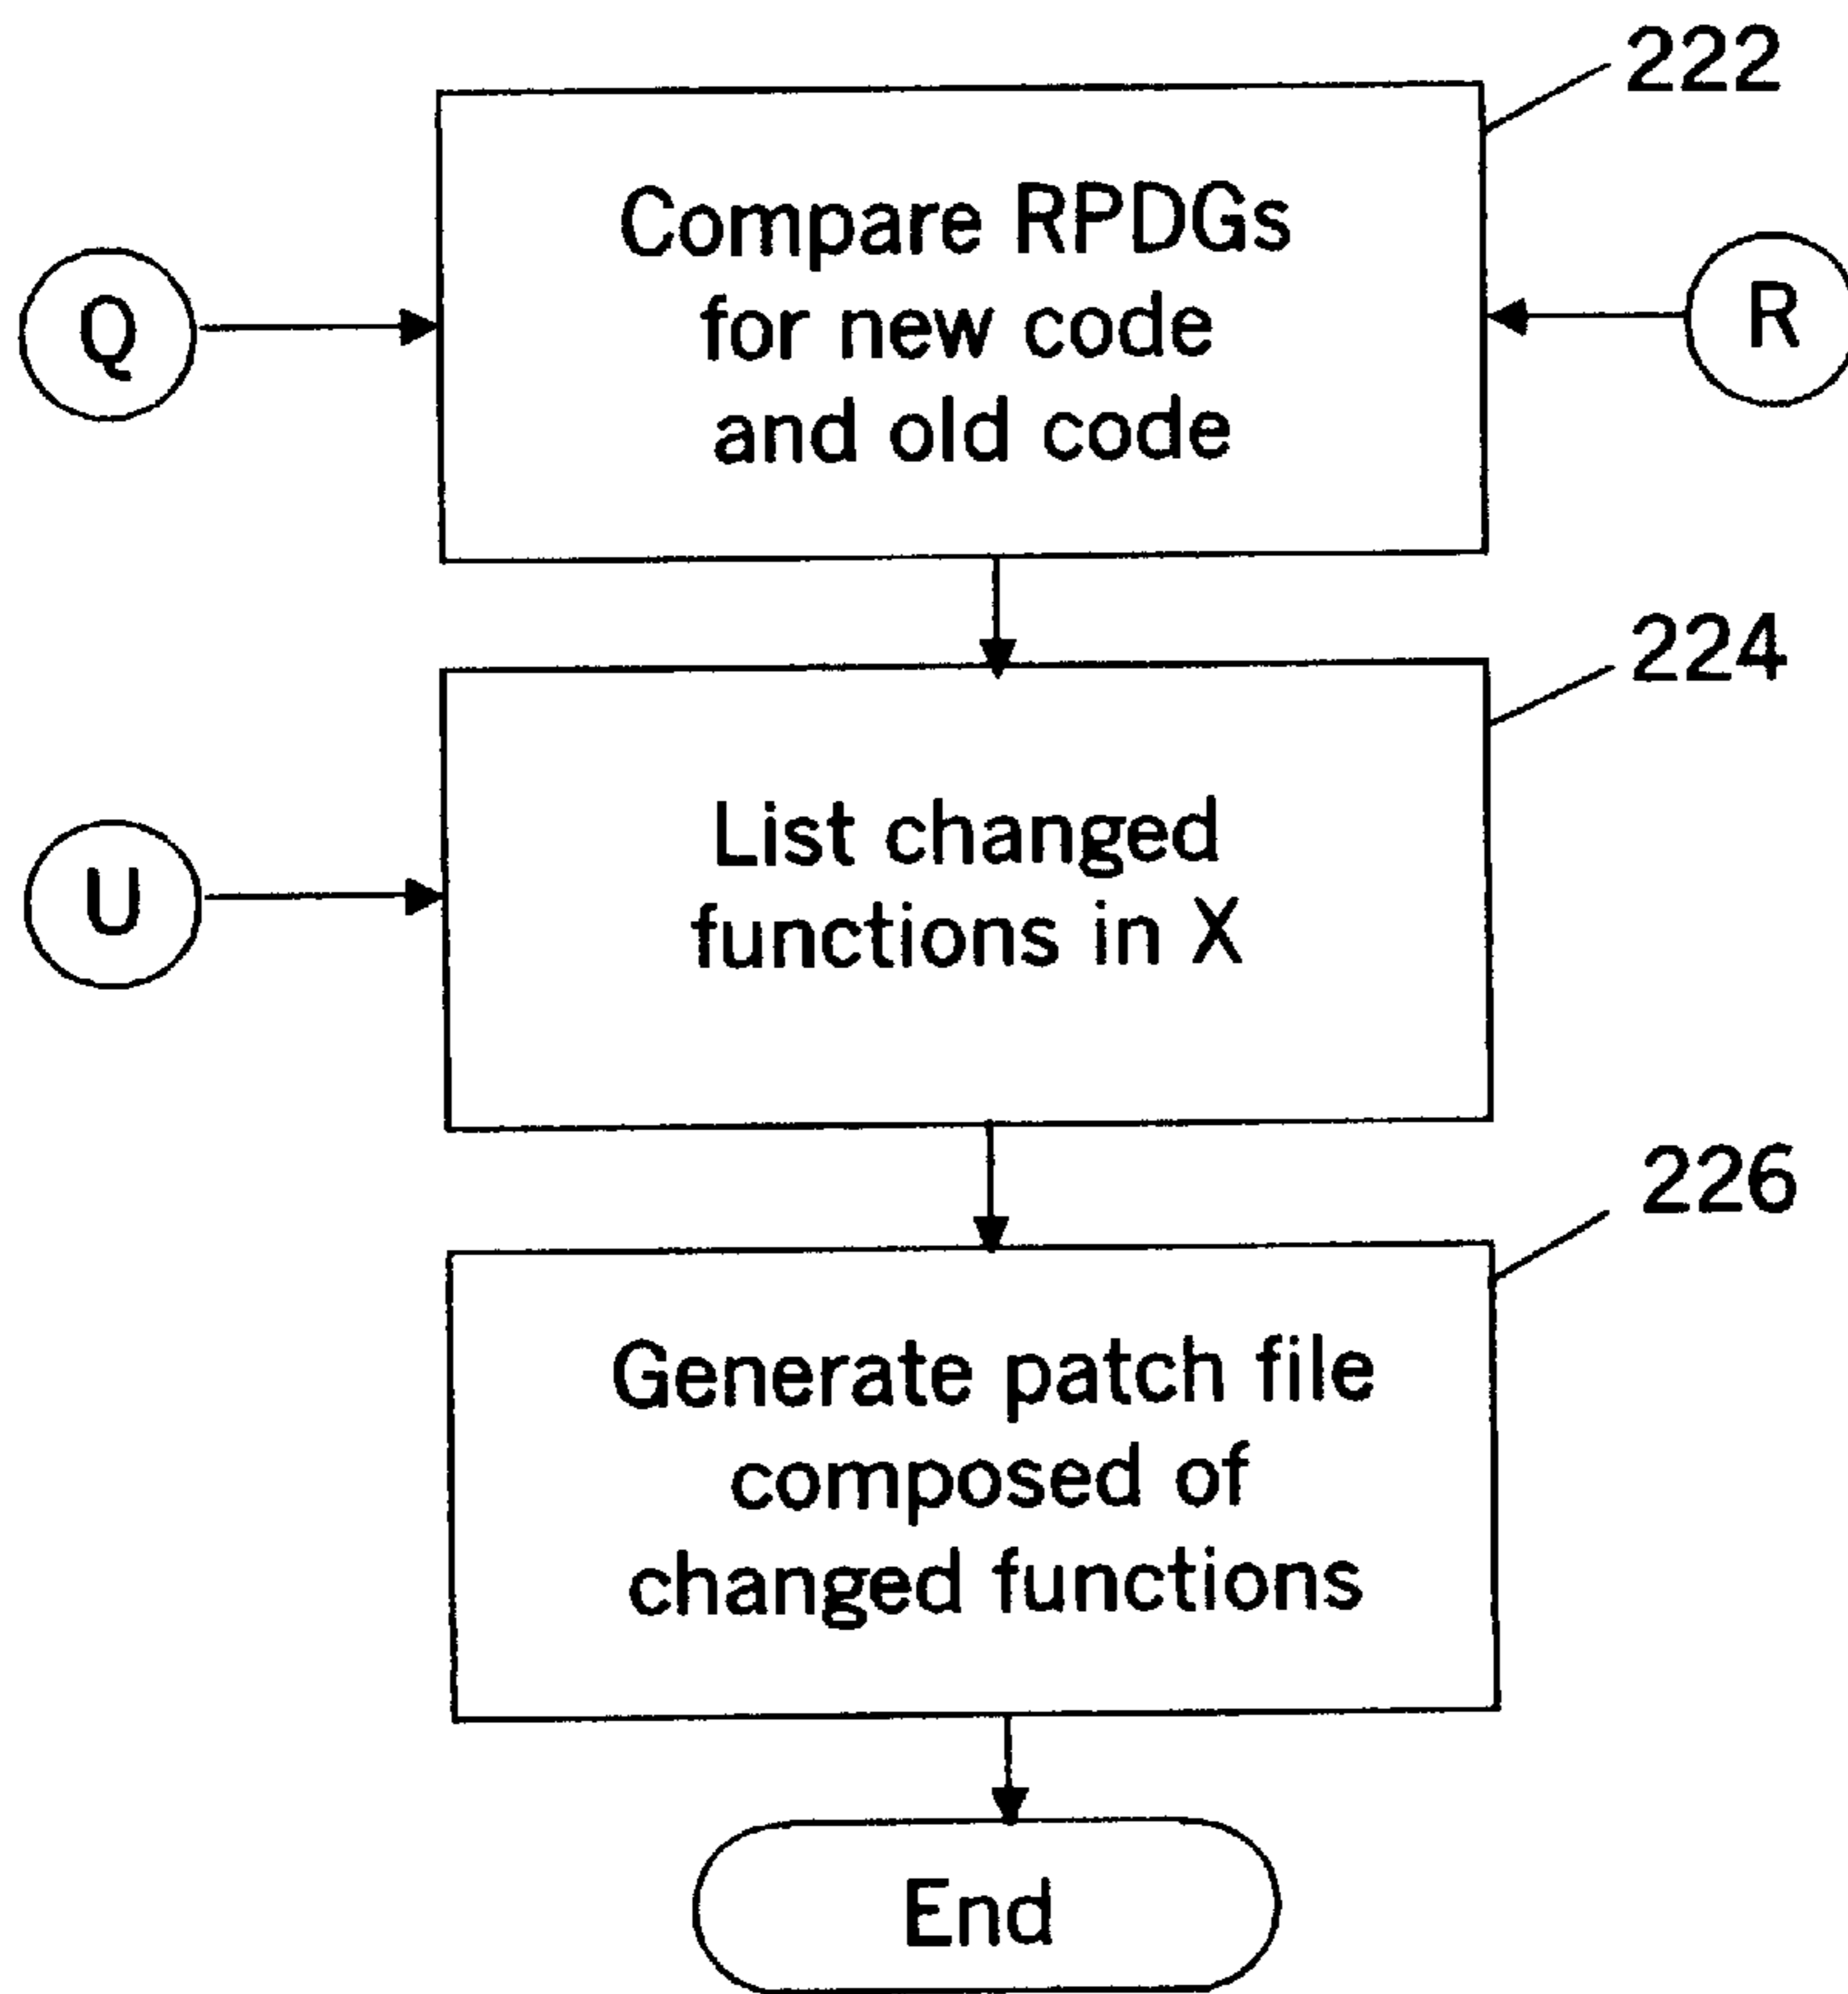 222
Compare RPDGs
for new code
and old code
Q
R
224
List changed
functions in X
U
226
Generate patch file
composed of
changed functions
End